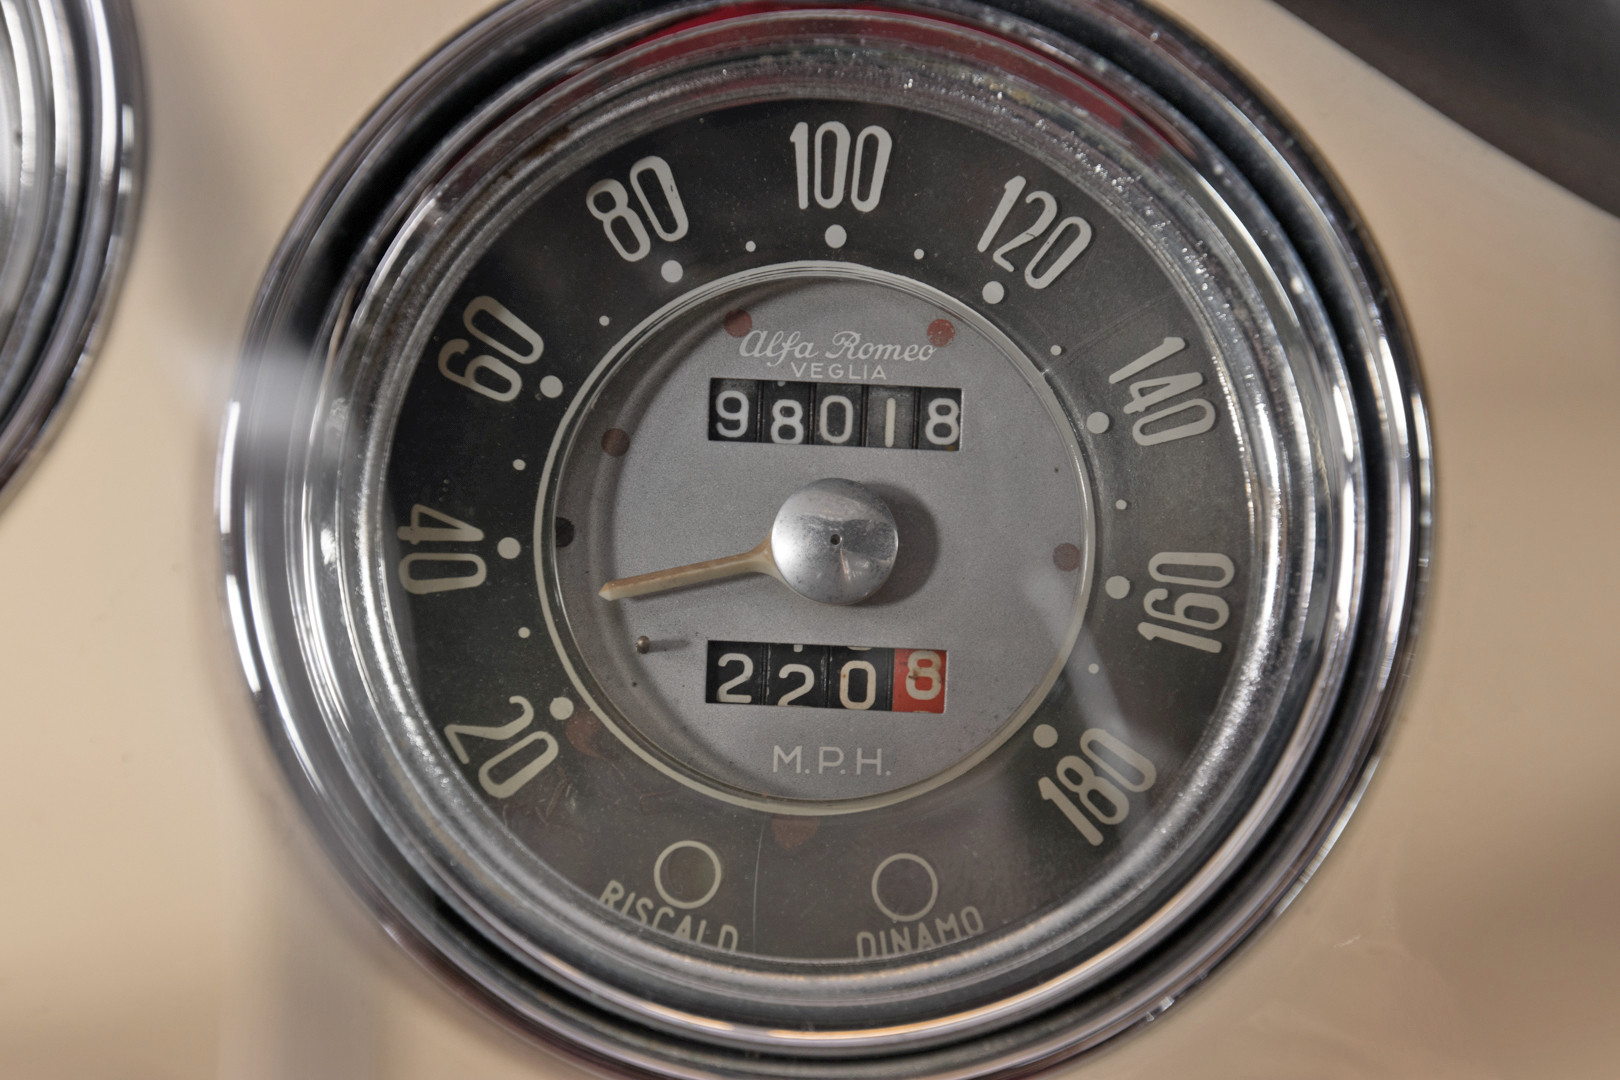 100
80
120
60
140
Alfa Romeo
VEGLIA
98018
40
160
2208
20
180
M.P.H.
RISCALD
DINAMO